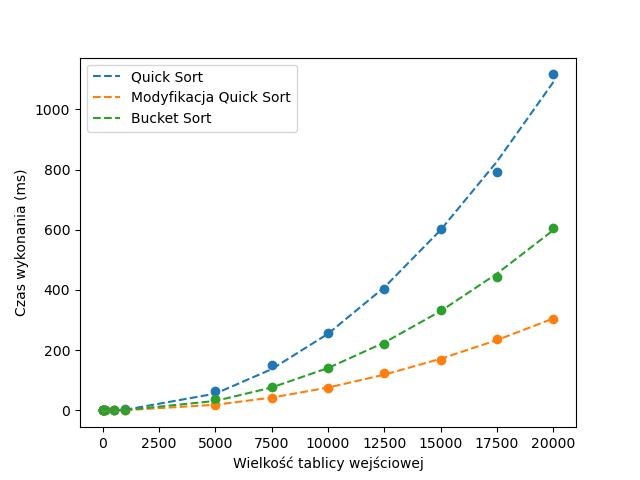 Quick Sort
Modyfikacja Quick Sort
Bucket Sort
1000
800
600
400
200
0
Czas wykonania (ms)
0 2500 5000 7500 10000 12500 15000 17500 20000
Wielkość tablicy wejściowej